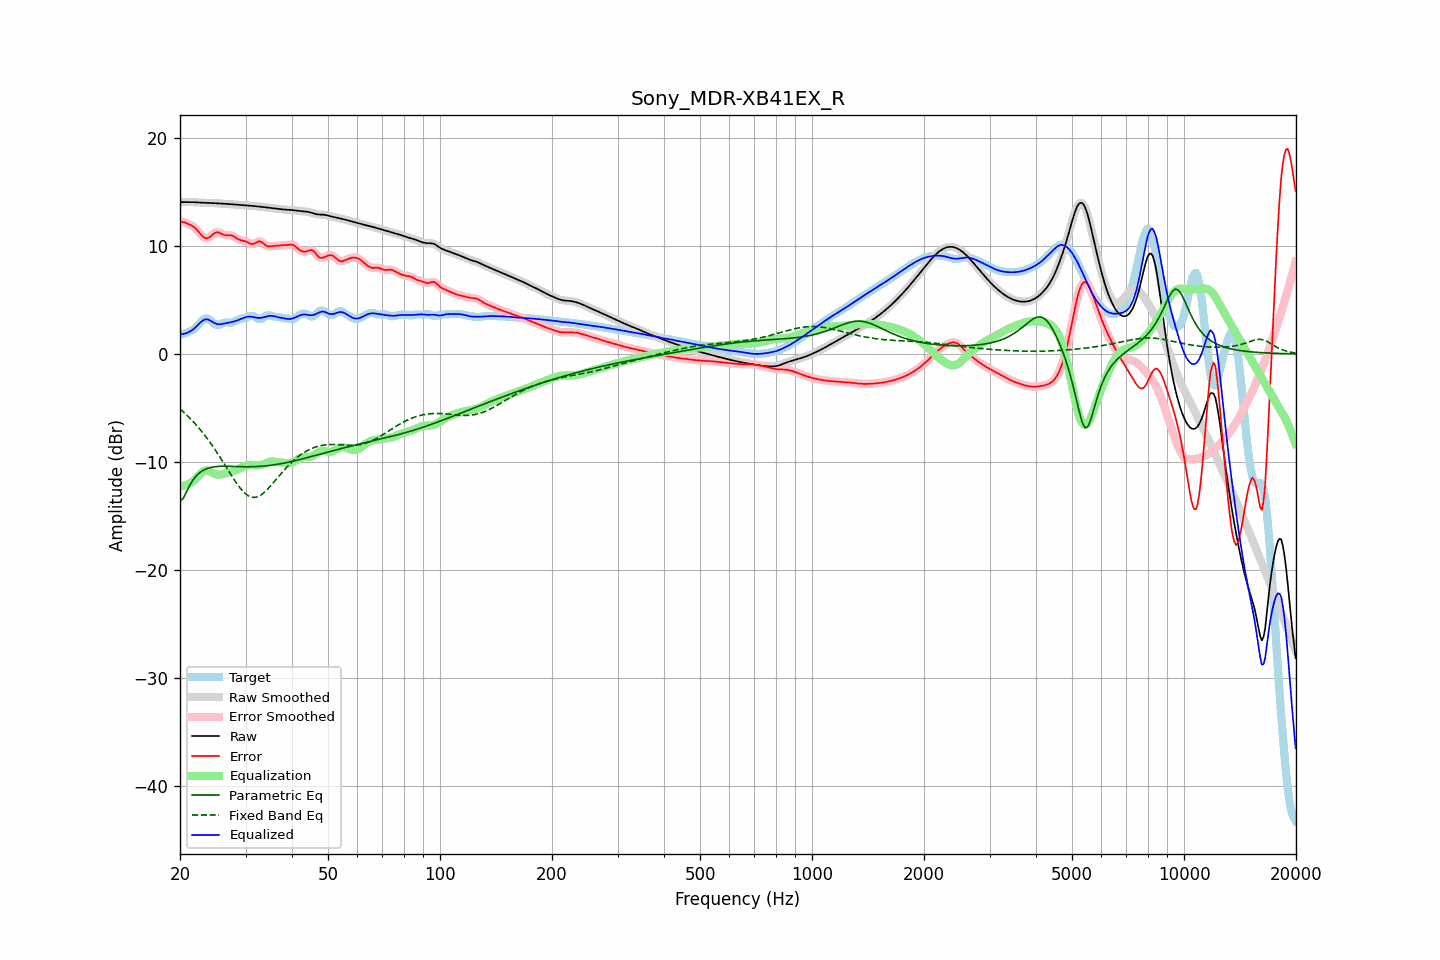 Sony_MDR-XB41EX_R
20
10
0
−10
−20
−30
−40
Amplitude (dBr)
Target
Raw Smoothed
Error Smoothed
Raw
Error
Equalization
Parametric Eq
Fixed Band Eq
Equalized
20 50 100 200 500 1000 2000 5000 10000 20000
Frequency (Hz)